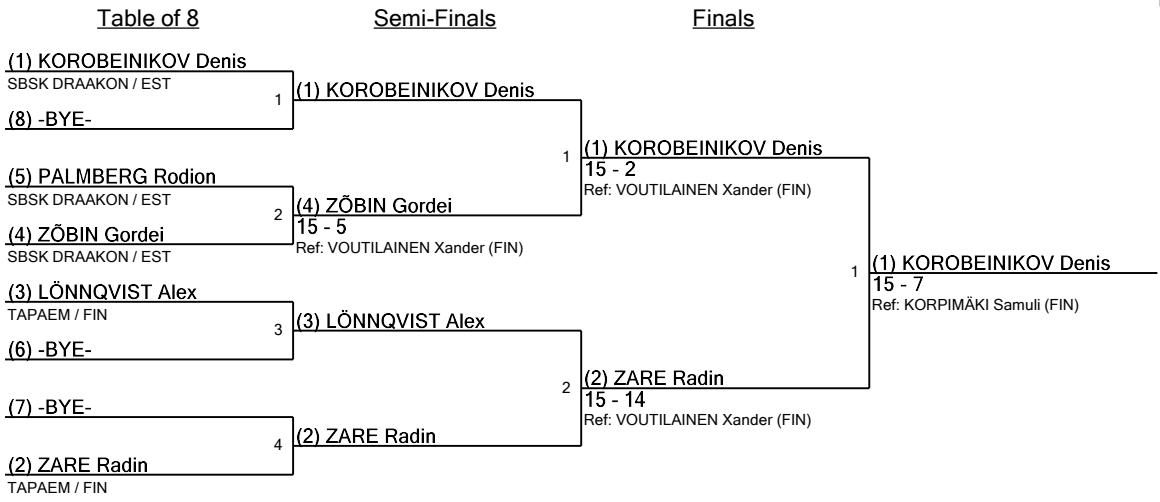 Table of 8
Semi-Finals
Finals
(1) KOROBEINIKOV Denis
SBSK DRAAKON / EST
1
(8) -BYE-
(5) PALMBERG Rodion
SBSK DRAAKON / EST
2
(4) ZÕBIN Gordei
SBSK DRAAKON / EST
(3) LÖNNQVIST Alex
TAPAEM / FIN
3
(6) -BYE-
(7) -BYE-
4
(2) ZARE Radin
TAPAEM / FIN
(1) KOROBEINIKOV Denis
1
(4) ZÕBIN Gordei
15 - 5
Ref: VOUTILAINEN Xander (FIN)
(3) LÖNNQVIST Alex
2
(2) ZARE Radin
(1) KOROBEINIKOV Denis
15 - 2
Ref: VOUTILAINEN Xander (FIN)
1
(2) ZARE Radin
15 - 14
Ref: VOUTILAINEN Xander (FIN)
(1) KOROBEINIKOV Denis
15 - 7
Ref: KORPIMÄKI Samuli (FIN)